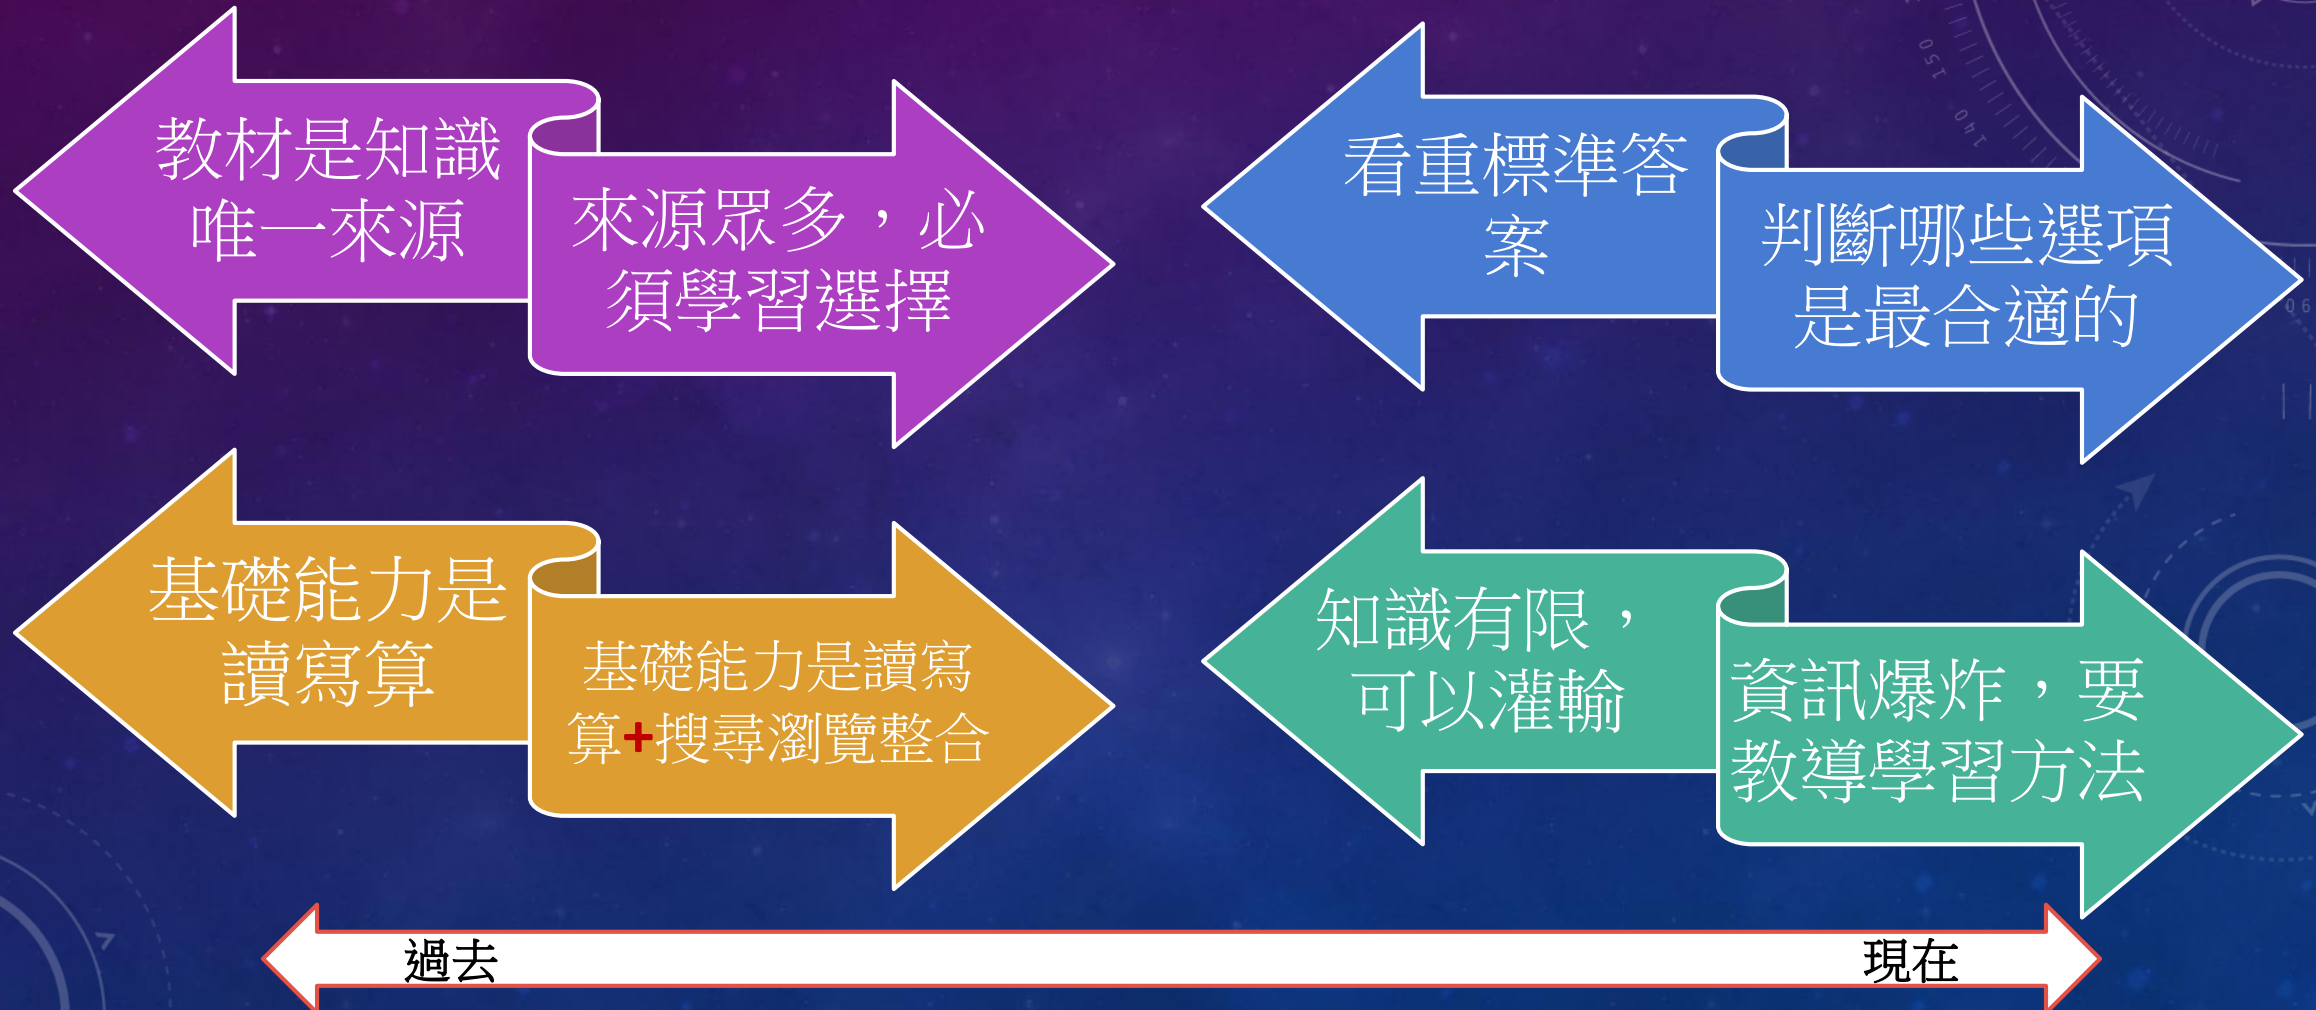 教材是知識
唯一來源
來源眾多，必
須學習選擇
看重標準答
案
判斷哪些選項
是最合適的
基礎能力是
讀寫算
基礎能力是讀寫
算+搜尋瀏覽整合
知識有限，
可以灌輸
資訊爆炸，要
教導學習方法
過去
現在
150
140
06